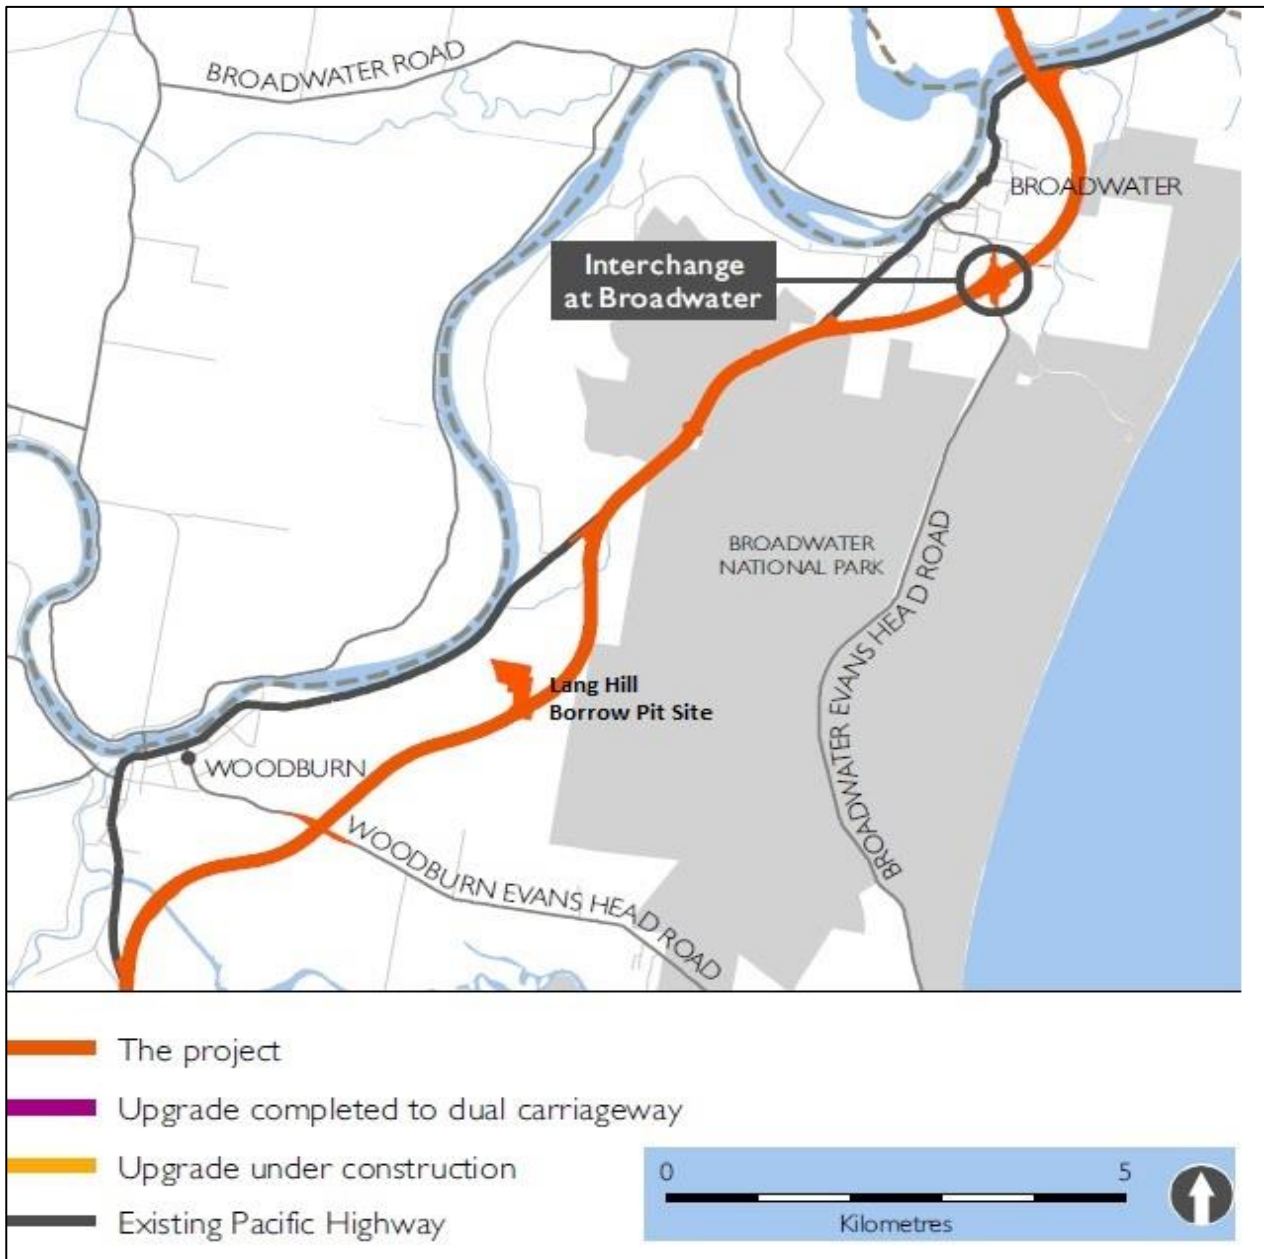 BROADWATER ROAD
BROADWATER
Interchange
at Broadwater
BROADWATER
NATIONAL PARK
BROADWATER EVANS HEAD ROAD
Lang Hill
Borrow Pit Site
WOODBURN
WOODBURN EVANS HEAD ROAD
The project
Upgrade completed to dual carriageway
Upgrade under construction
Existing Pacific Highway
0 5
Kilometres